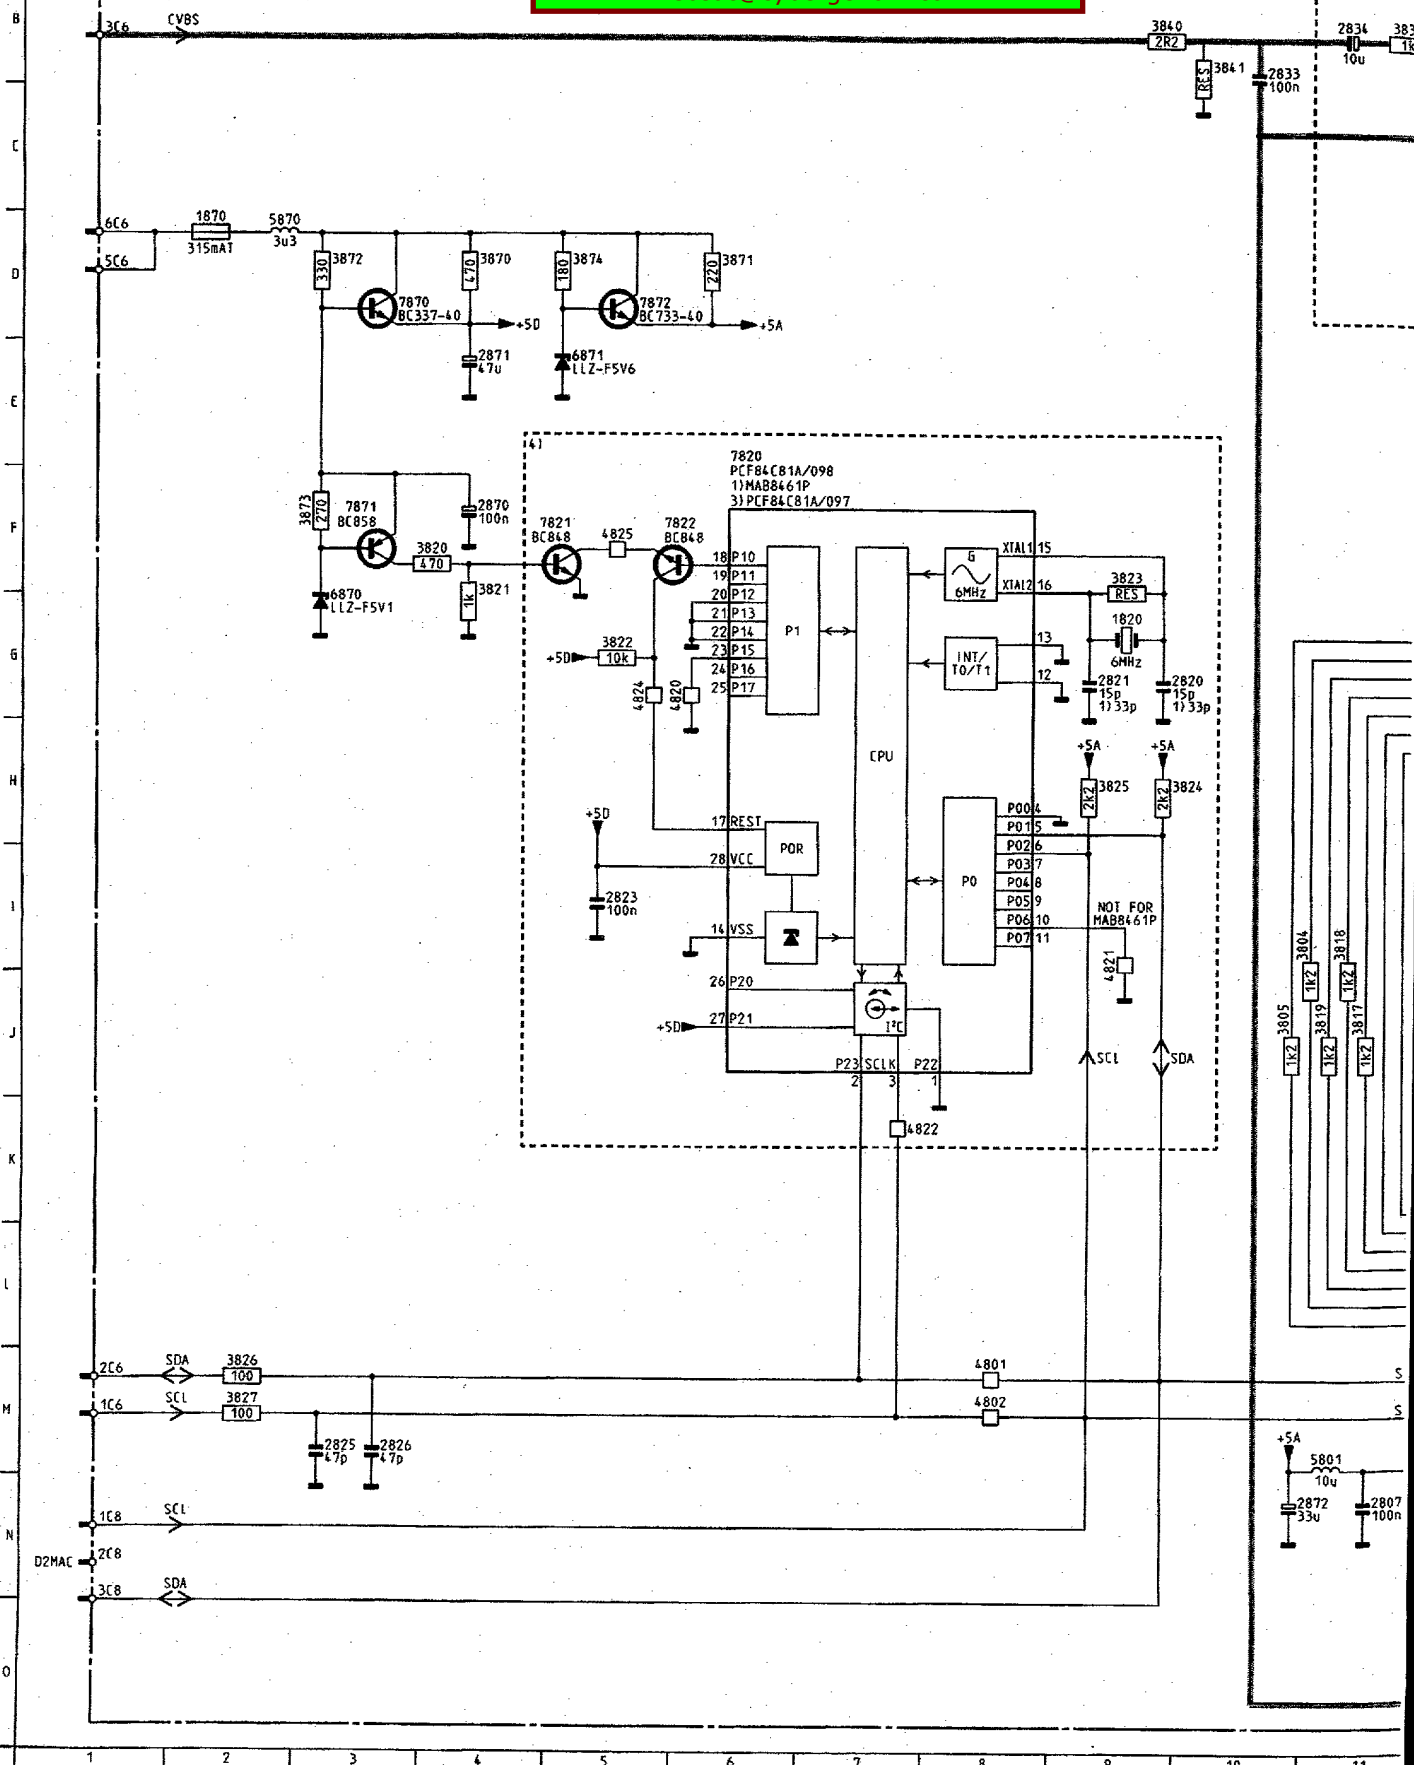 B
3C6
CVBS
3840
2R2
2834
10u
1k
RES
3841
2833
100n
C
6C6
1870
315mAT
5870
3u3
5C6
D
330
3872
470
3870
180
3874
220
3871
7870
BC337-40
+5D
7872
BC733-40
+5A
2871
47u
6871
LLZ-F5V6
E
4)
7820
PCF84C81A/098
1)MAB8461P
3)PCF84C81A/097
3873
270
7871
BC858
2870
100n
F
7821
BC848
4825
7822
BC848
3820
470
6870
LLZ-F5V1
1k
3821
18 P10
19 P11
20 P12
21 P13
22 P14
23 P15
24 P16
25 P17
P1
G
6MHz
XTAL1 15
XTAL2 16
3823
RES
1820
6MHz
INT/
T0/T1
13
12
2821
15p
1)33p
2820
15p
1)33p
G
+5D
3822
10k
4824
4820
CPU
+5A
+5A
2k2
3825
2k2
3824
H
+5D
17 REST
28 VCC
POR
2823
100n
14 VSS
P0
P00 4
P01 5
P02 6
P03 7
P04 8
P05 9
P06 10
P07 11
NOT FOR
MAB8461P
4821
I
26 P20
+5D
27 P21
I²C
P23 SCLK P22
2 3 1
J
SCL
SDA
4822
K
3804
1k2
3818
1k2
3805
1k2
3819
1k2
3817
1k2
L
2C6
SDA
3826
100
4801
S
1C6
SCL
3827
100
4802
S
M
2825
47p
2826
47p
+5A
5801
10u
2872
33u
2807
100n
1C8
SCL
N
D2MAC
2C8
3C8
SDA
O
1 2 3 4 5 6 7 8 9 10 11